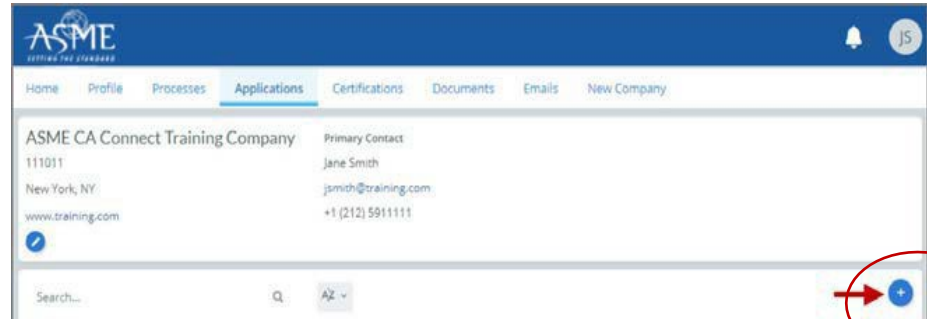 ASME
SETTING THE STANDARD
JS
Home Profile Processes Applications Certifications Documents Emails New Company
ASME CA Connect Training Company
111011
New York, NY
www.training.com
Primary Contact
Jane Smith
jsmith@training.com
+1 (212) 5911111
Search...
AZ